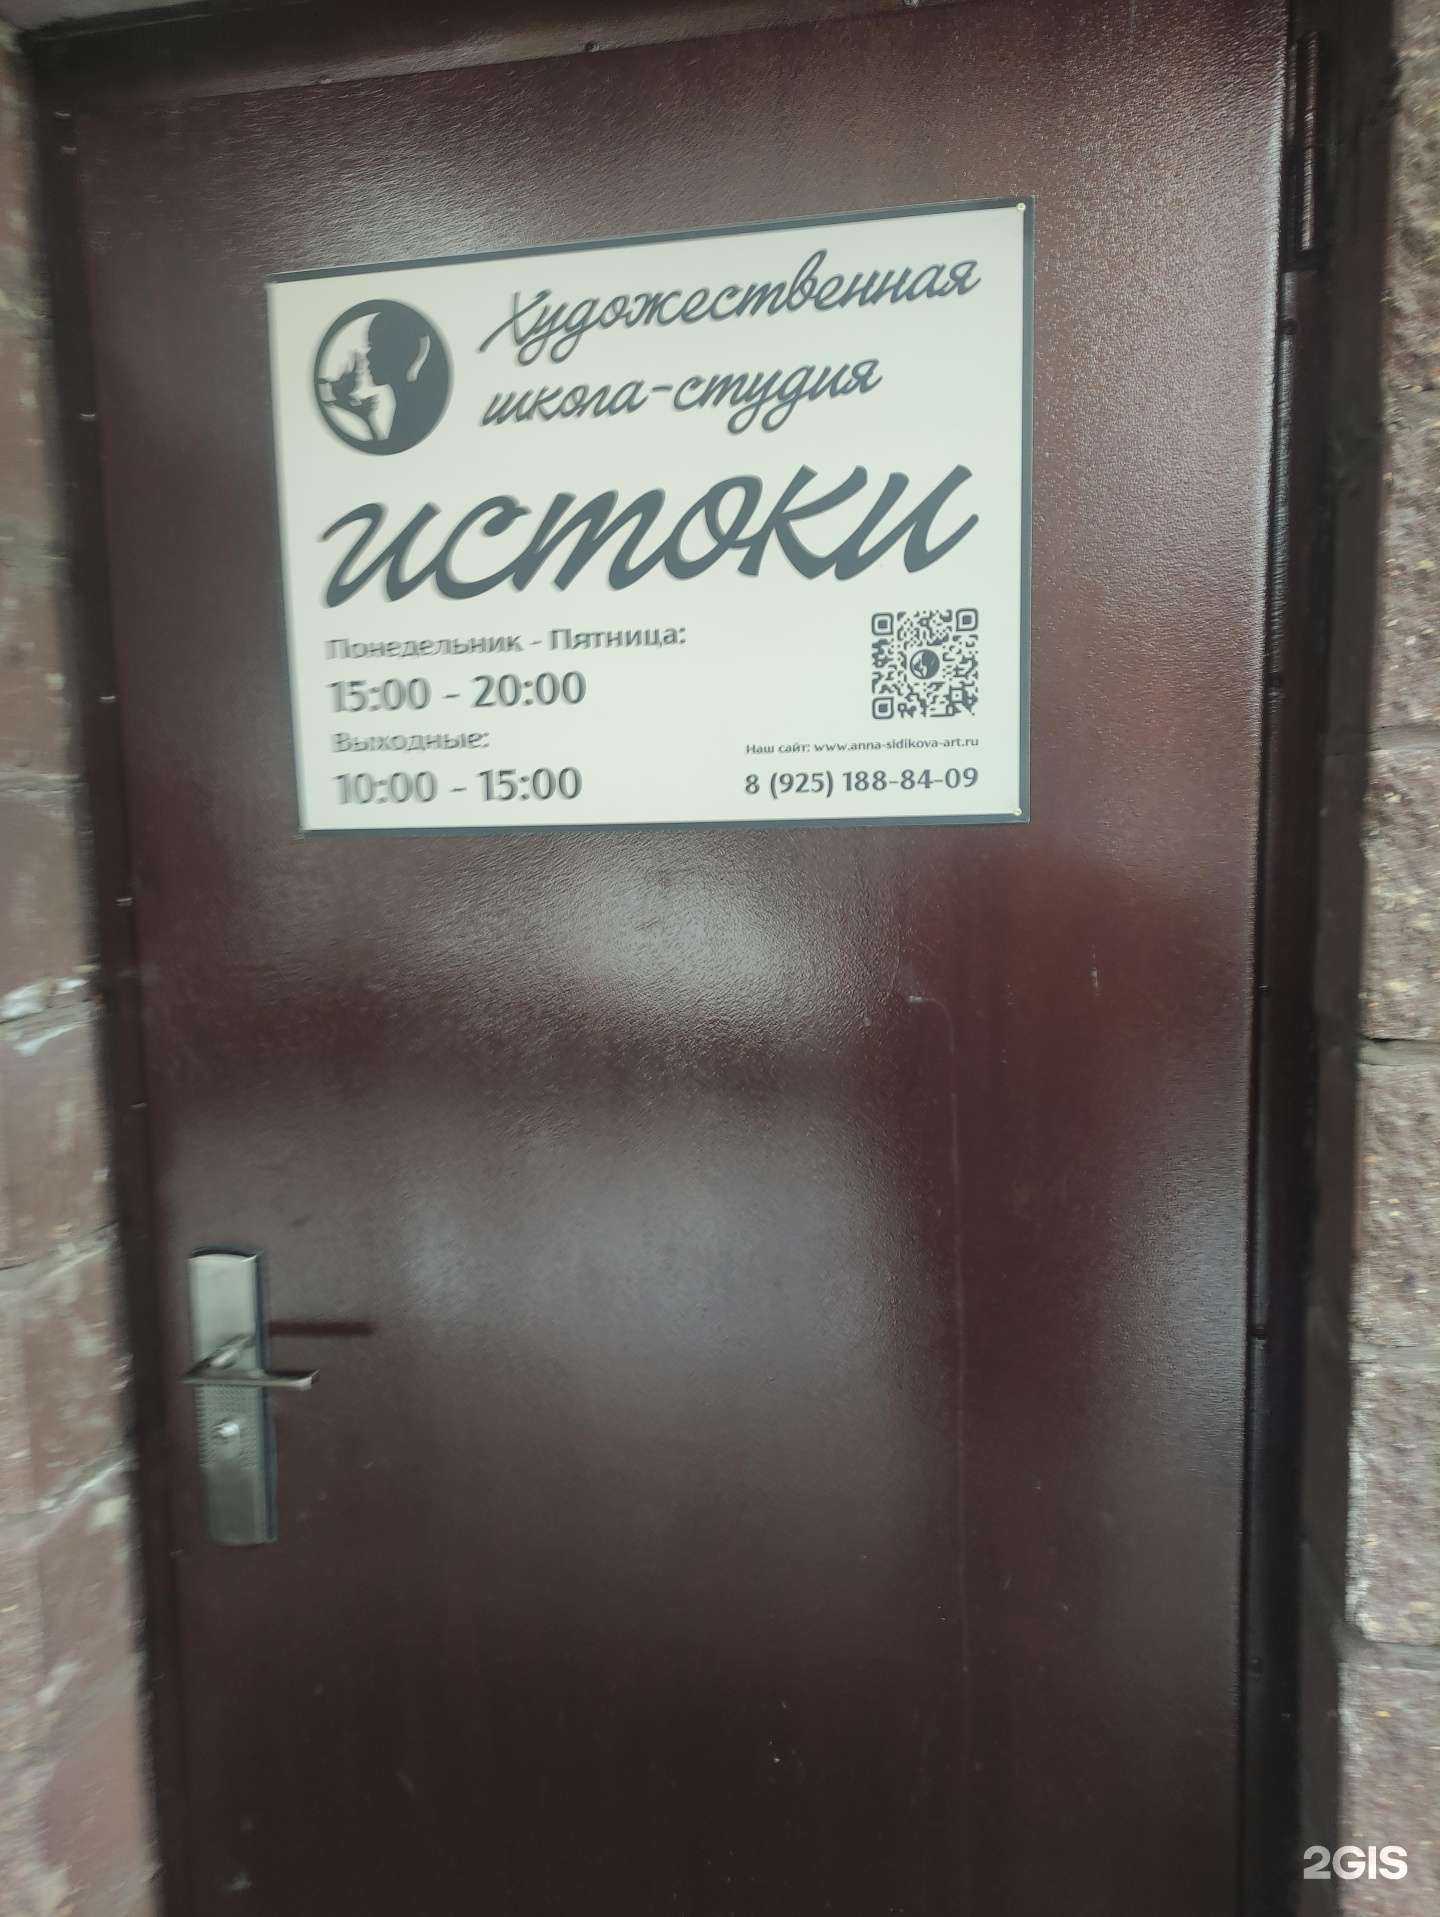 Художественная
школа-студия
истоки
Понедельник - Пятница:
15:00 - 20:00
Выходные:
10:00 - 15:00
Наш сайт: www.anna-sidikova-art.ru
8 (925) 188-84-09
2GIS